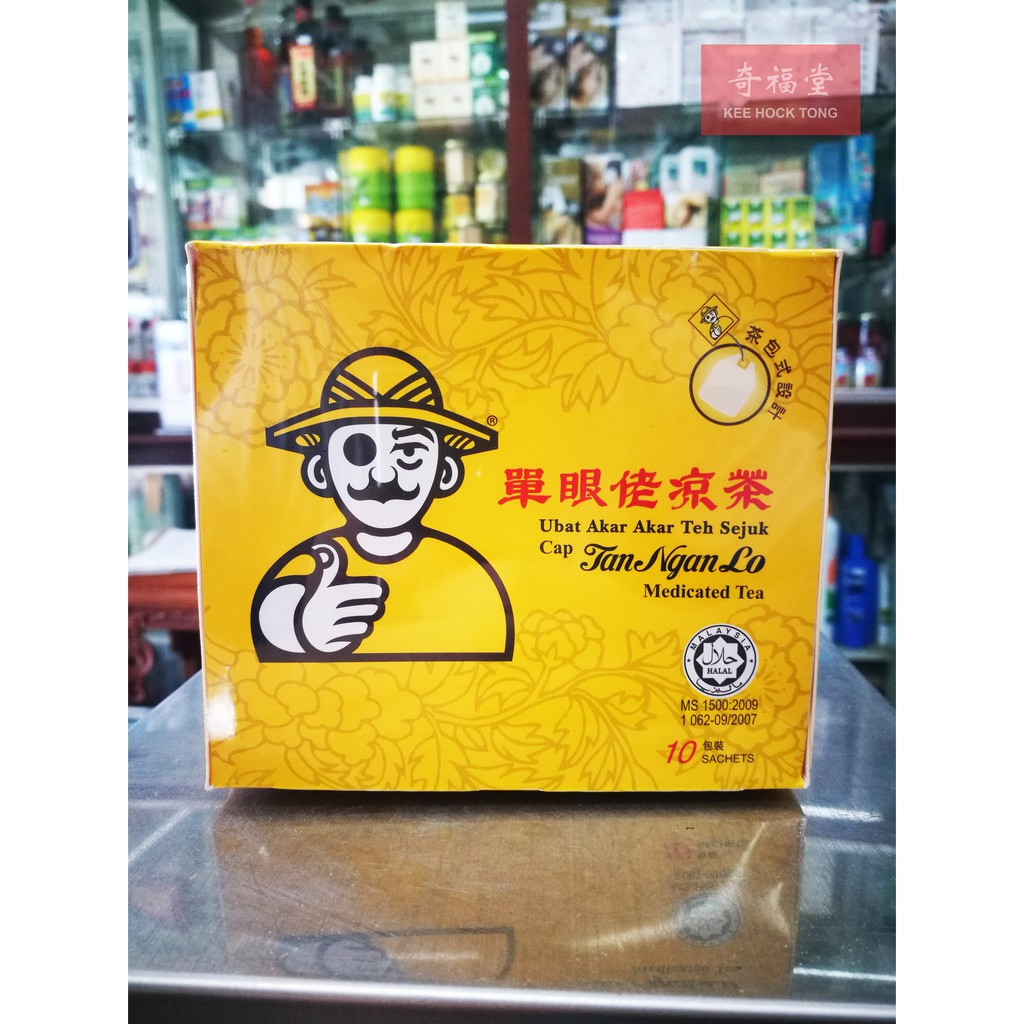 奇福堂
KEE HOCK TONG
茶包式設計
®
單眼佬凉茶
Ubat Akar Akar Teh Sejuk
Cap Tan Ngan Lo
Medicated Tea
MALAYSIA
حلال
HALAL
ماليزيا
MS 1500:2009
1 062-09/2007
10 包裝
SACHETS